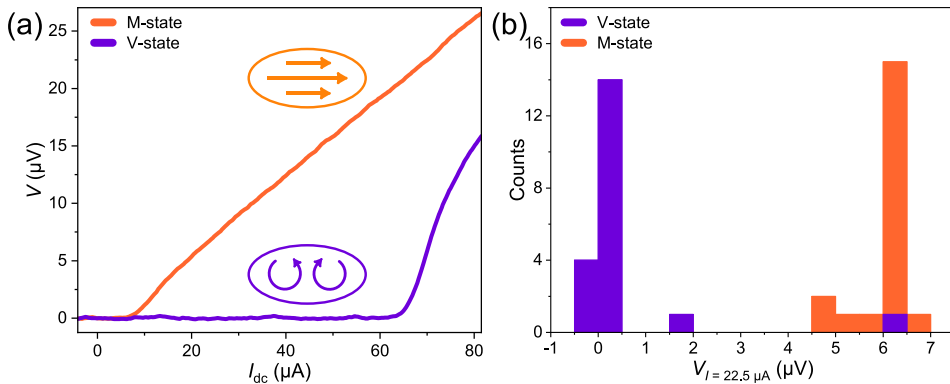 (a)
M-state
V-state
25
20
15
10
5
0
V (µV)
0
20
40
60
80
I_dc (µA)
(b)
V-state
M-state
16
12
8
4
0
Counts
-1
0
1
2
3
4
5
6
7
V_I = 22.5 µA (µV)